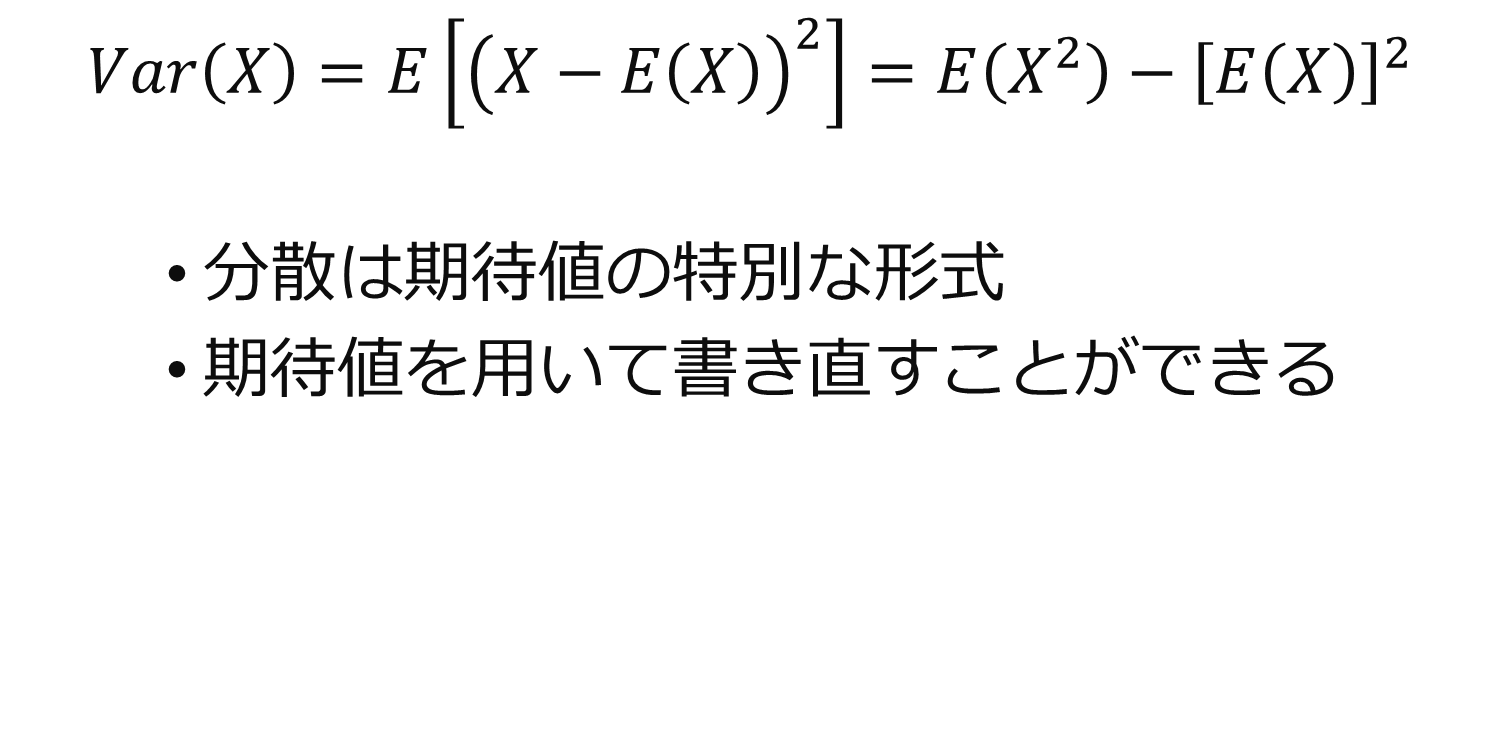 Var(X) = E[(X − E(X))²] = E(X²) − [E(X)]²
• 分散は期待値の特別な形式
• 期待値を用いて書き直すことができる